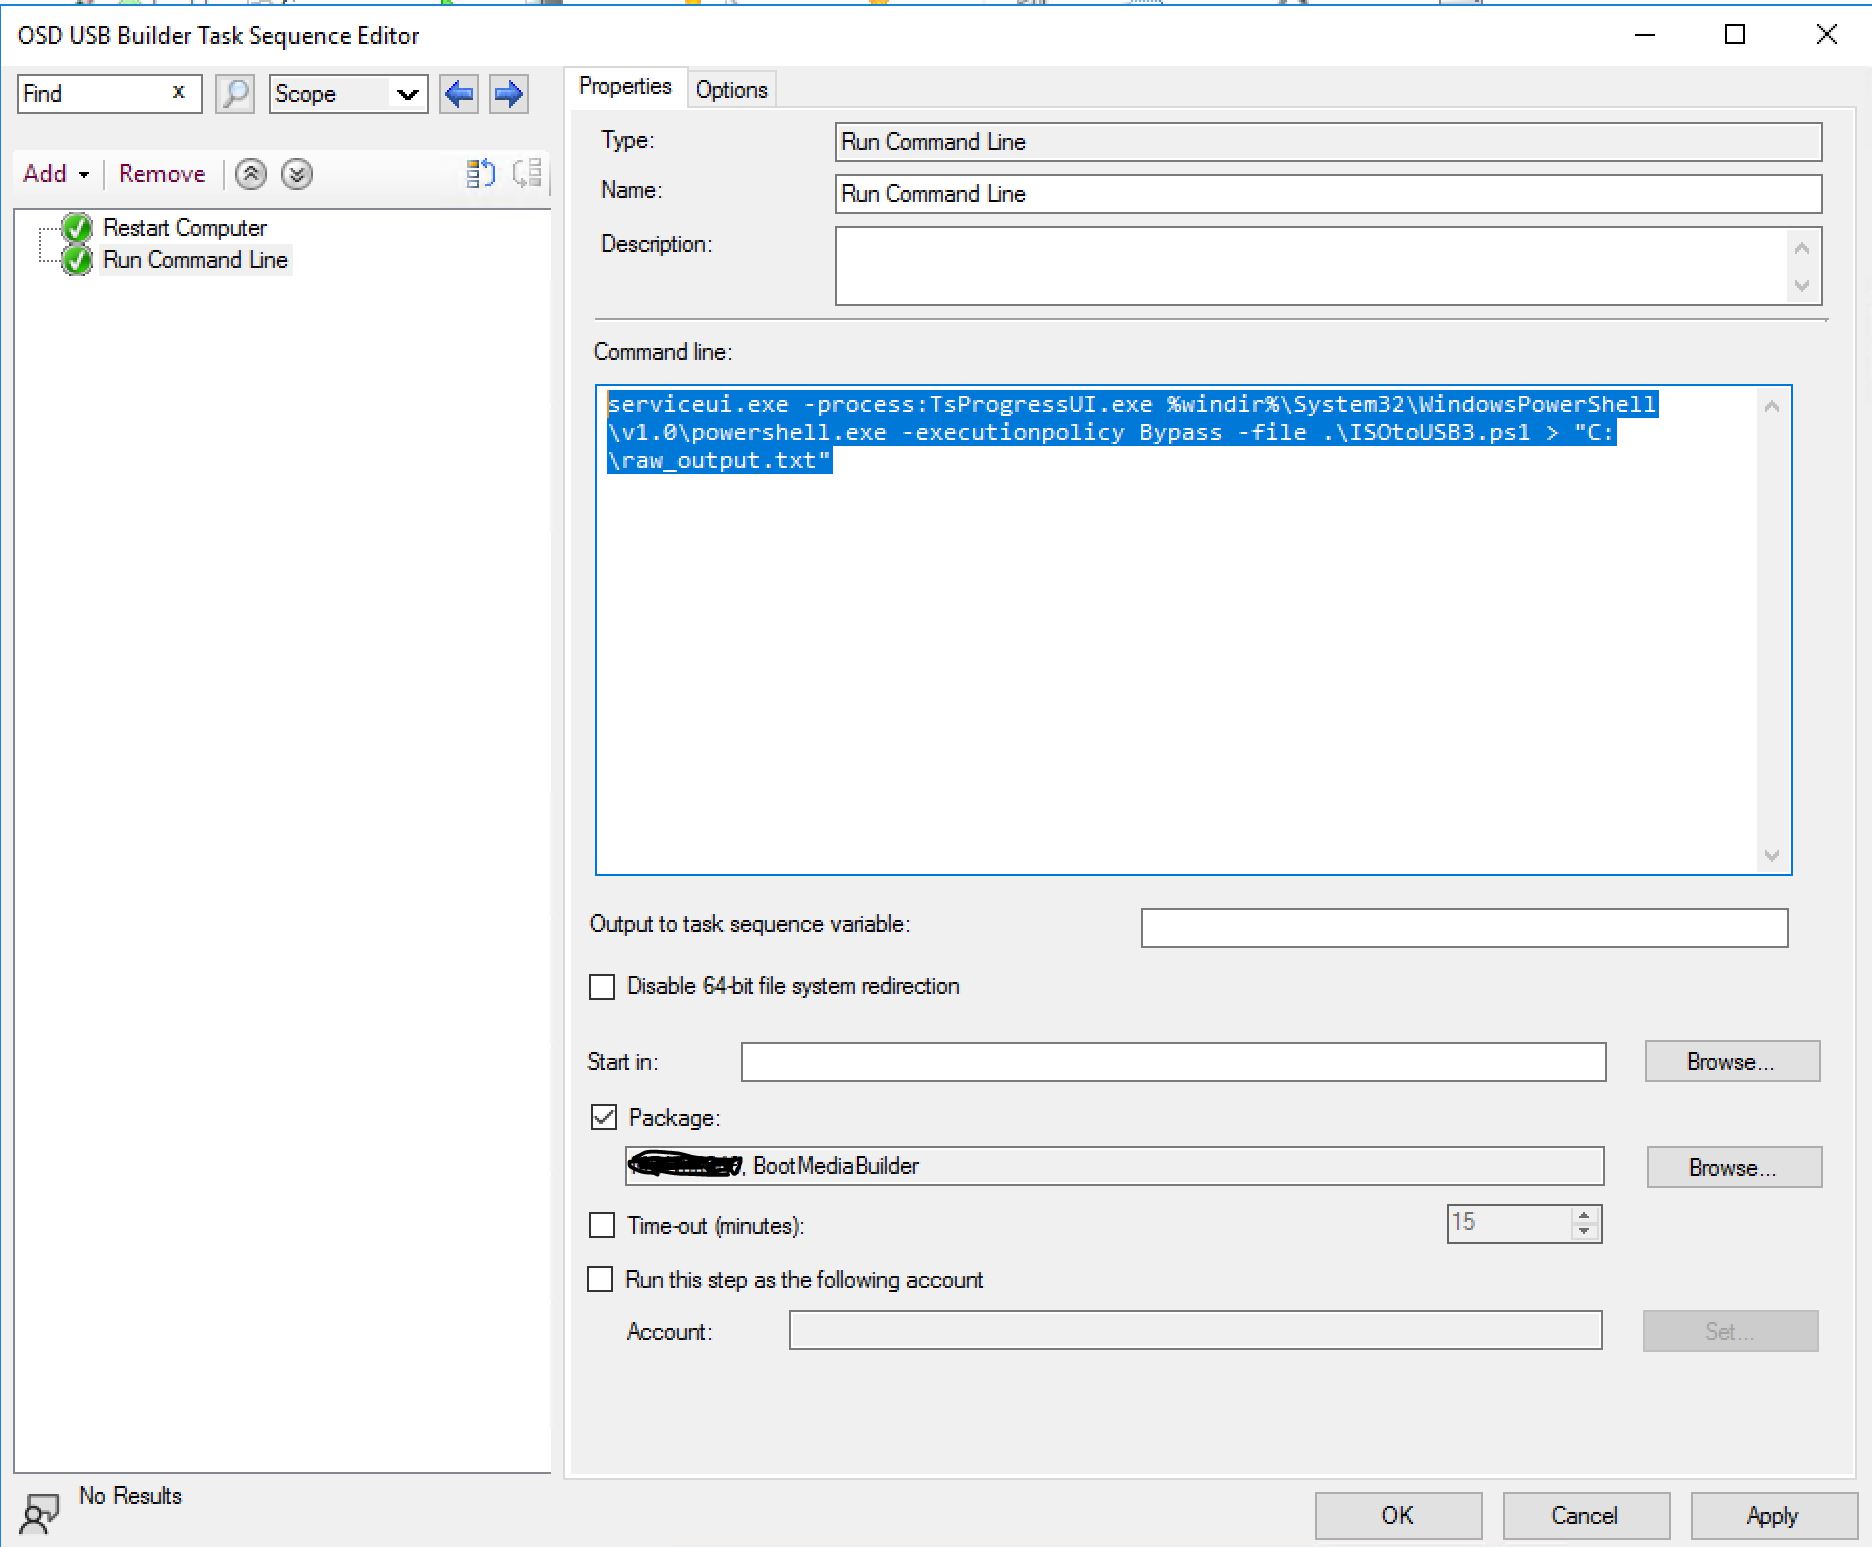 OSD USB Builder Task Sequence Editor
Find x Scope
Properties Options
Add Remove
Restart Computer
Run Command Line
Type: Run Command Line
Name: Run Command Line
Description:
Command line:
serviceui.exe -process:TsProgressUI.exe %windir%\System32\WindowsPowerShell
\v1.0\powershell.exe -executionpolicy Bypass -file .\ISOtoUSB3.ps1 > "C:
\raw_output.txt"
Output to task sequence variable:
Disable 64-bit file system redirection
Start in: Browse...
Package:
, BootMediaBuilder Browse...
Time-out (minutes): 15
Run this step as the following account
Account: Set...
No Results
OK Cancel Apply